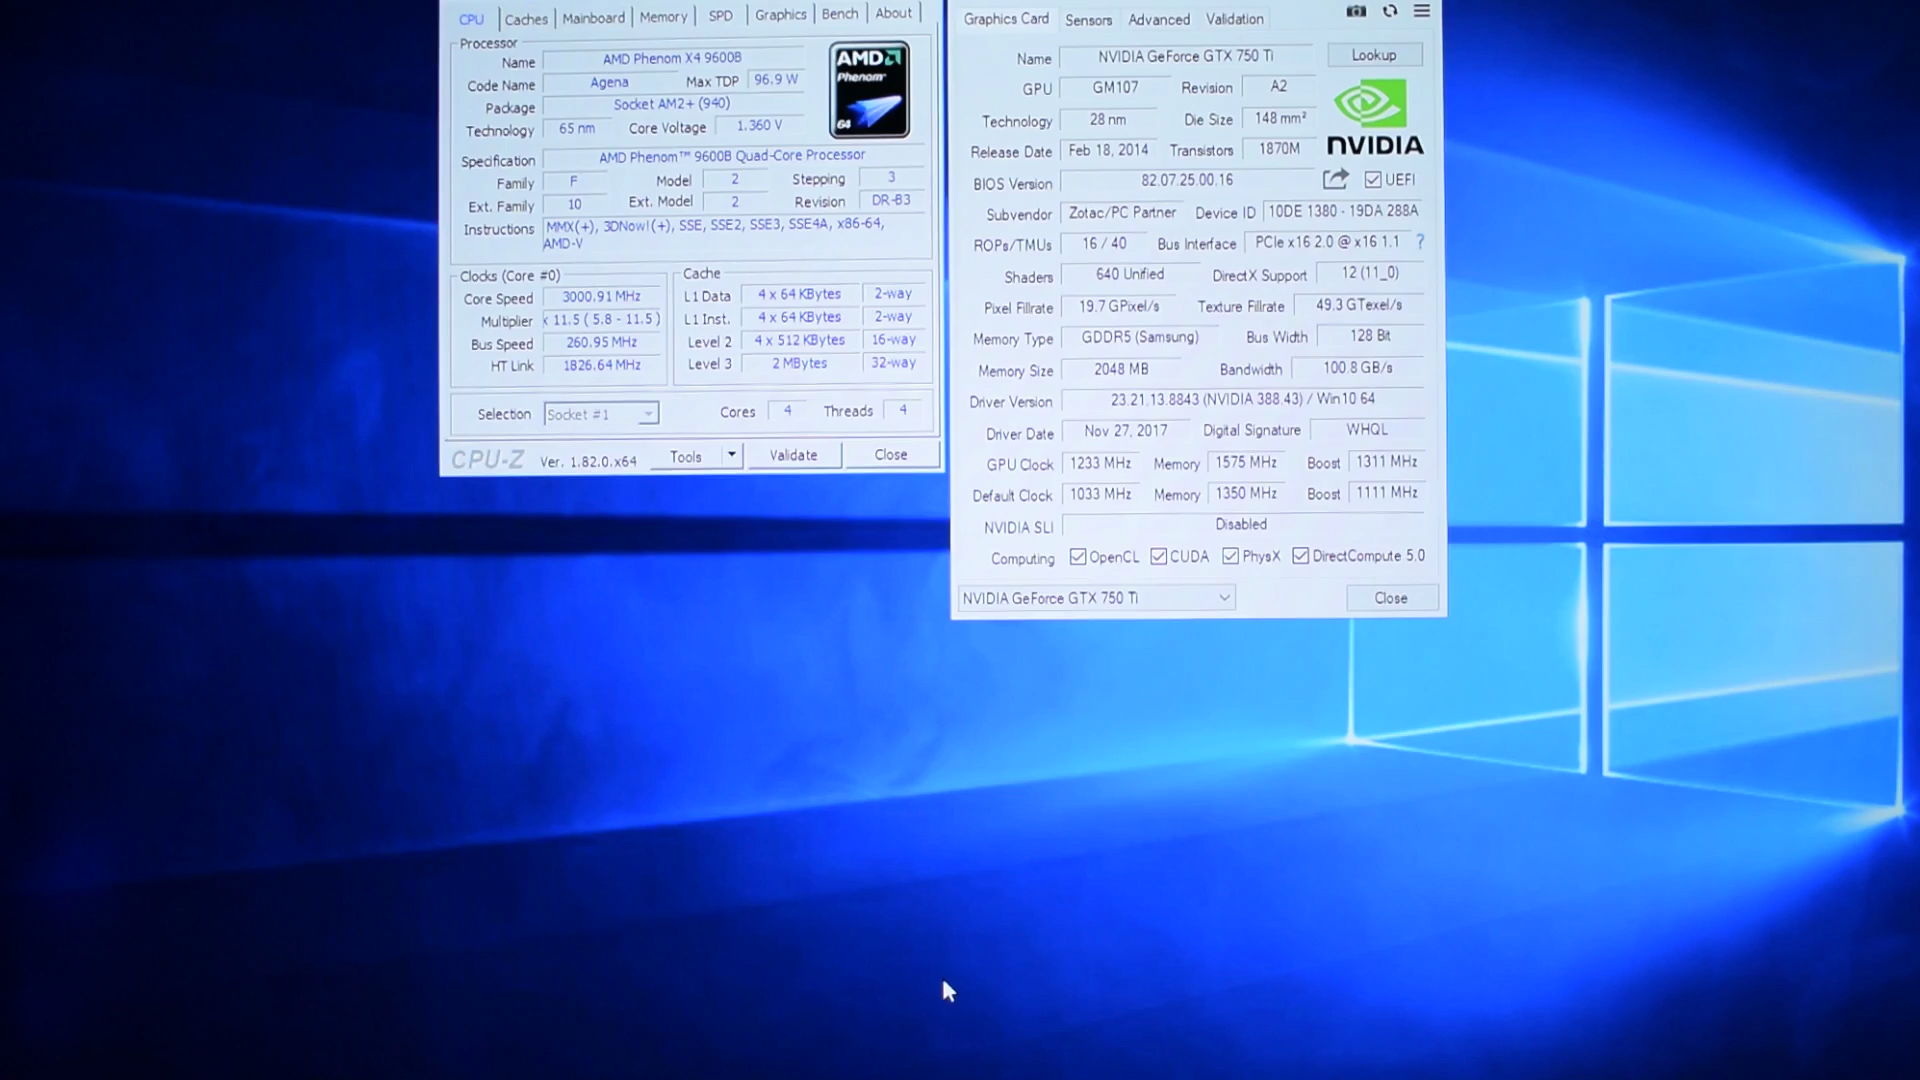 CPU Caches Mainboard Memory SPD Graphics Bench About
Processor
Name AMD Phenom X4 9600B
Code Name Agena Max TDP 96.9 W
Package Socket AM2+ (940)
Technology 65 nm Core Voltage 1.360 V
AMD Phenom 64
Specification AMD Phenom™ 9600B Quad-Core Processor
Family F Model 2 Stepping 3
Ext. Family 10 Ext. Model 2 Revision DR-B3
Instructions MMX(+), 3DNow!(+), SSE, SSE2, SSE3, SSE4A, x86-64,
AMD-V
Clocks (Core #0)
Core Speed 3000.91 MHz
Multiplier x 11.5 ( 5.8 - 11.5 )
Bus Speed 260.95 MHz
HT Link 1826.64 MHz
Cache
L1 Data 4 x 64 KBytes 2-way
L1 Inst. 4 x 64 KBytes 2-way
Level 2 4 x 512 KBytes 16-way
Level 3 2 MBytes 32-way
Selection Socket #1 Cores 4 Threads 4
CPU-Z Ver. 1.82.0.x64 Tools Validate Close
Graphics Card Sensors Advanced Validation
Name NVIDIA GeForce GTX 750 Ti Lookup
GPU GM107 Revision A2
Technology 28 nm Die Size 148 mm²
Release Date Feb 18, 2014 Transistors 1870M
NVIDIA
BIOS Version 82.07.25.00.16 UEFI
Subvendor Zotac/PC Partner Device ID 10DE 1380 - 19DA 288A
ROPs/TMUs 16 / 40 Bus Interface PCIe x16 2.0 @ x16 1.1 ?
Shaders 640 Unified DirectX Support 12 (11_0)
Pixel Fillrate 19.7 GPixel/s Texture Fillrate 49.3 GTexel/s
Memory Type GDDR5 (Samsung) Bus Width 128 Bit
Memory Size 2048 MB Bandwidth 100.8 GB/s
Driver Version 23.21.13.8843 (NVIDIA 388.43) / Win10 64
Driver Date Nov 27, 2017 Digital Signature WHQL
GPU Clock 1233 MHz Memory 1575 MHz Boost 1311 MHz
Default Clock 1033 MHz Memory 1350 MHz Boost 1111 MHz
NVIDIA SLI Disabled
Computing OpenCL CUDA PhysX DirectCompute 5.0
NVIDIA GeForce GTX 750 Ti Close